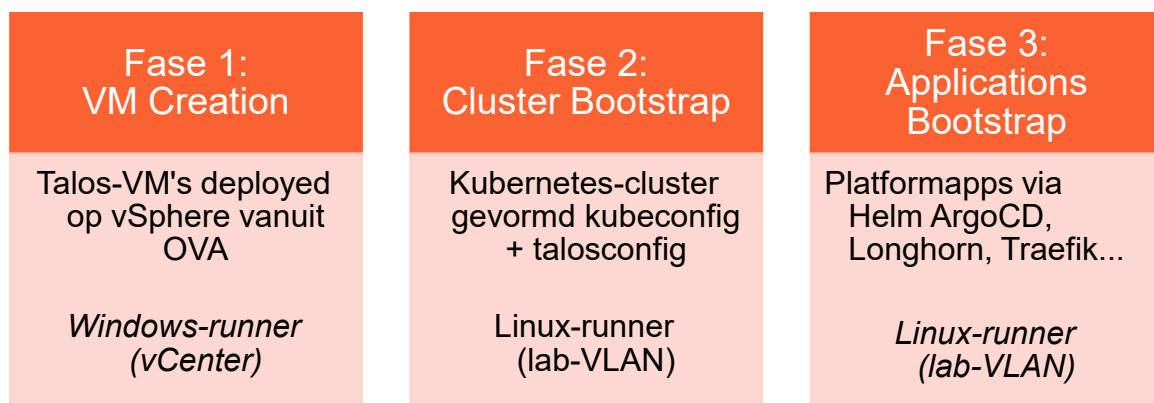 Fase 1:
VM Creation
Talos-VM's deployed
op vSphere vanuit
OVA
Windows-runner
(vCenter)
Fase 2:
Cluster Bootstrap
Kubernetes-cluster
gevormd kubeconfig
+ talosconfig
Linux-runner
(lab-VLAN)
Fase 3:
Applications
Bootstrap
Platformapps via
Helm ArgoCD,
Longhorn, Traefik...
Linux-runner
(lab-VLAN)